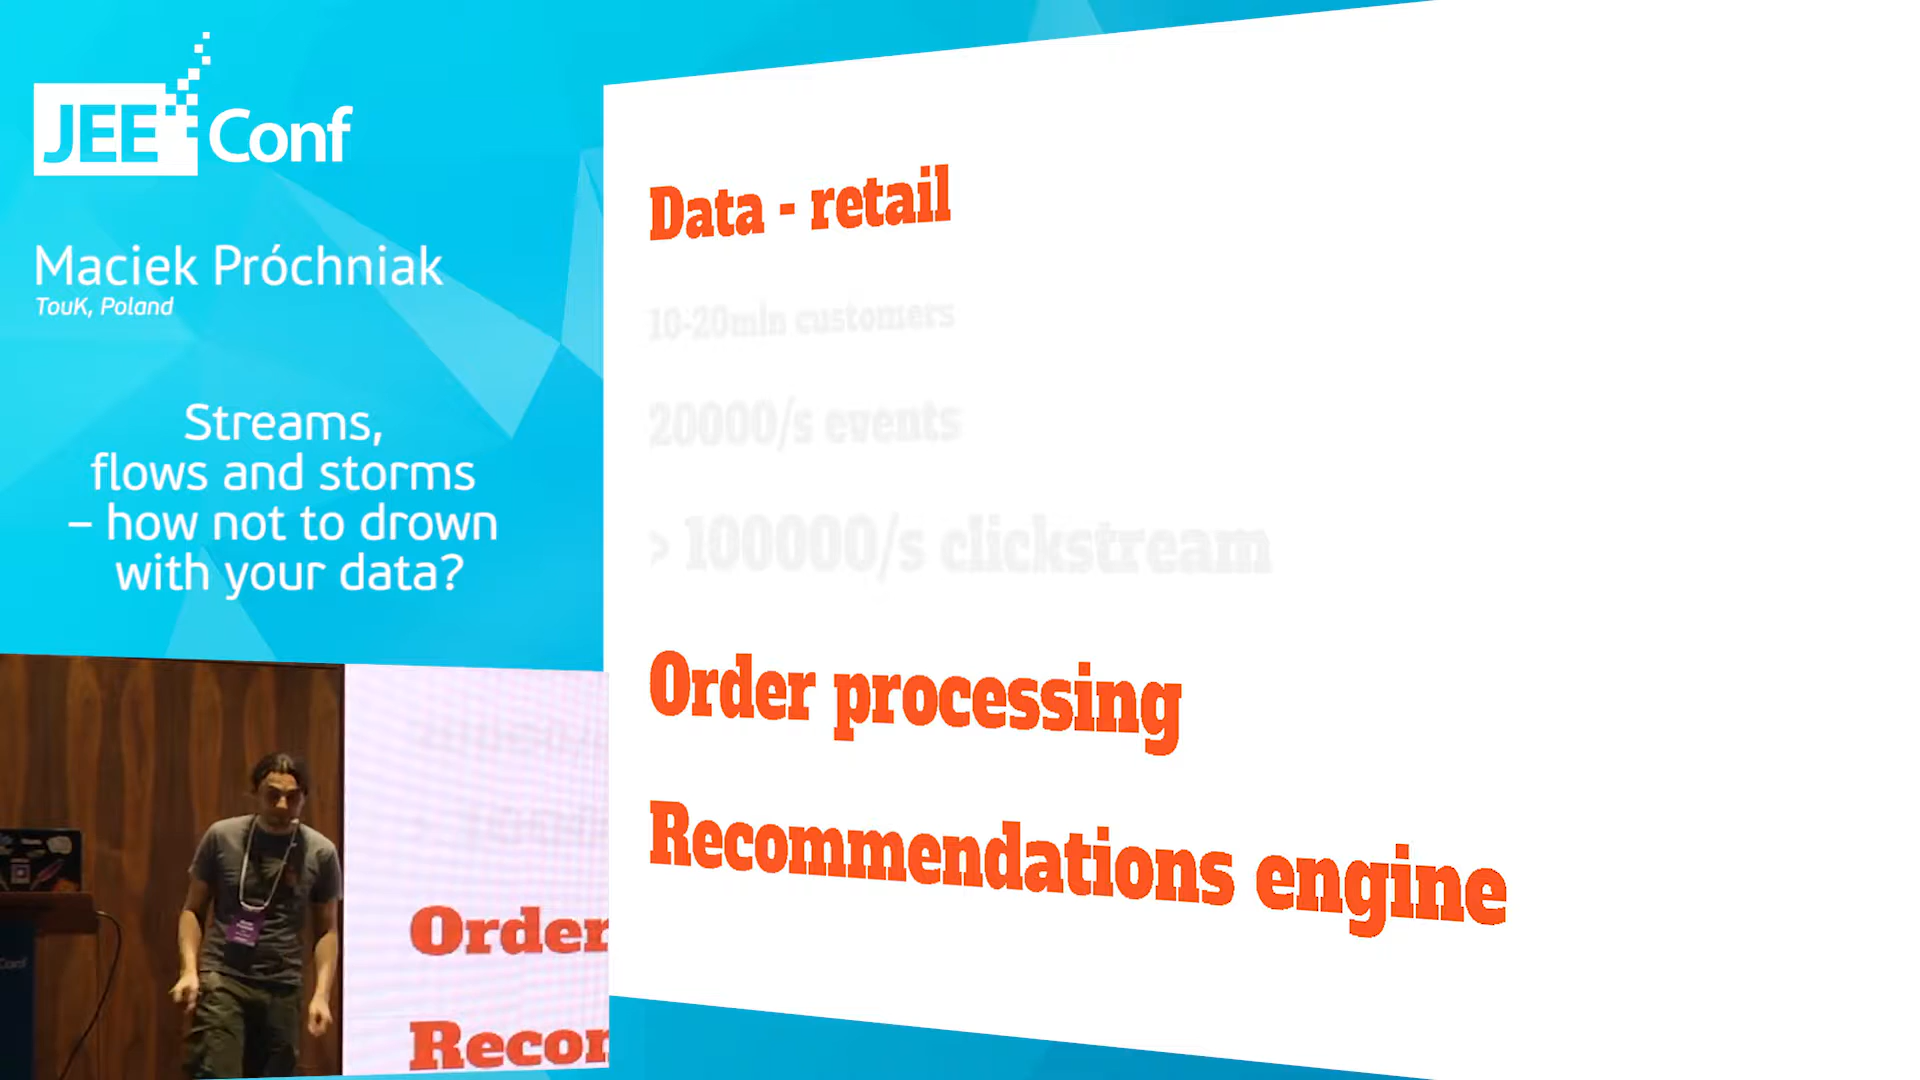 JEE Conf
Maciek Próchniak
TouK, Poland
Streams,
flows and storms
– how not to drown
with your data?
Data - retail
10-20mln customers
20000/s events
> 100000/s clickstream
Order processing
Recommendations engine
Order
Recom
Conf